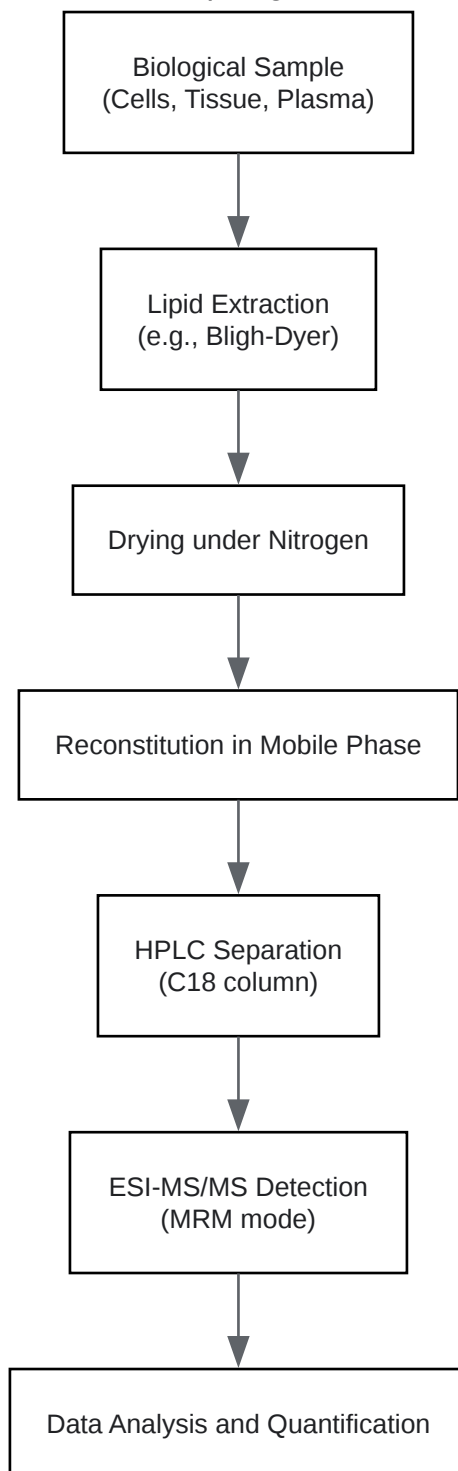 Biological Sample
(Cells, Tissue, Plasma)
Lipid Extraction
(e.g., Bligh-Dyer)
Drying under Nitrogen
Reconstitution in Mobile Phase
HPLC Separation
(C18 column)
ESI-MS/MS Detection
(MRM mode)
Data Analysis and Quantification